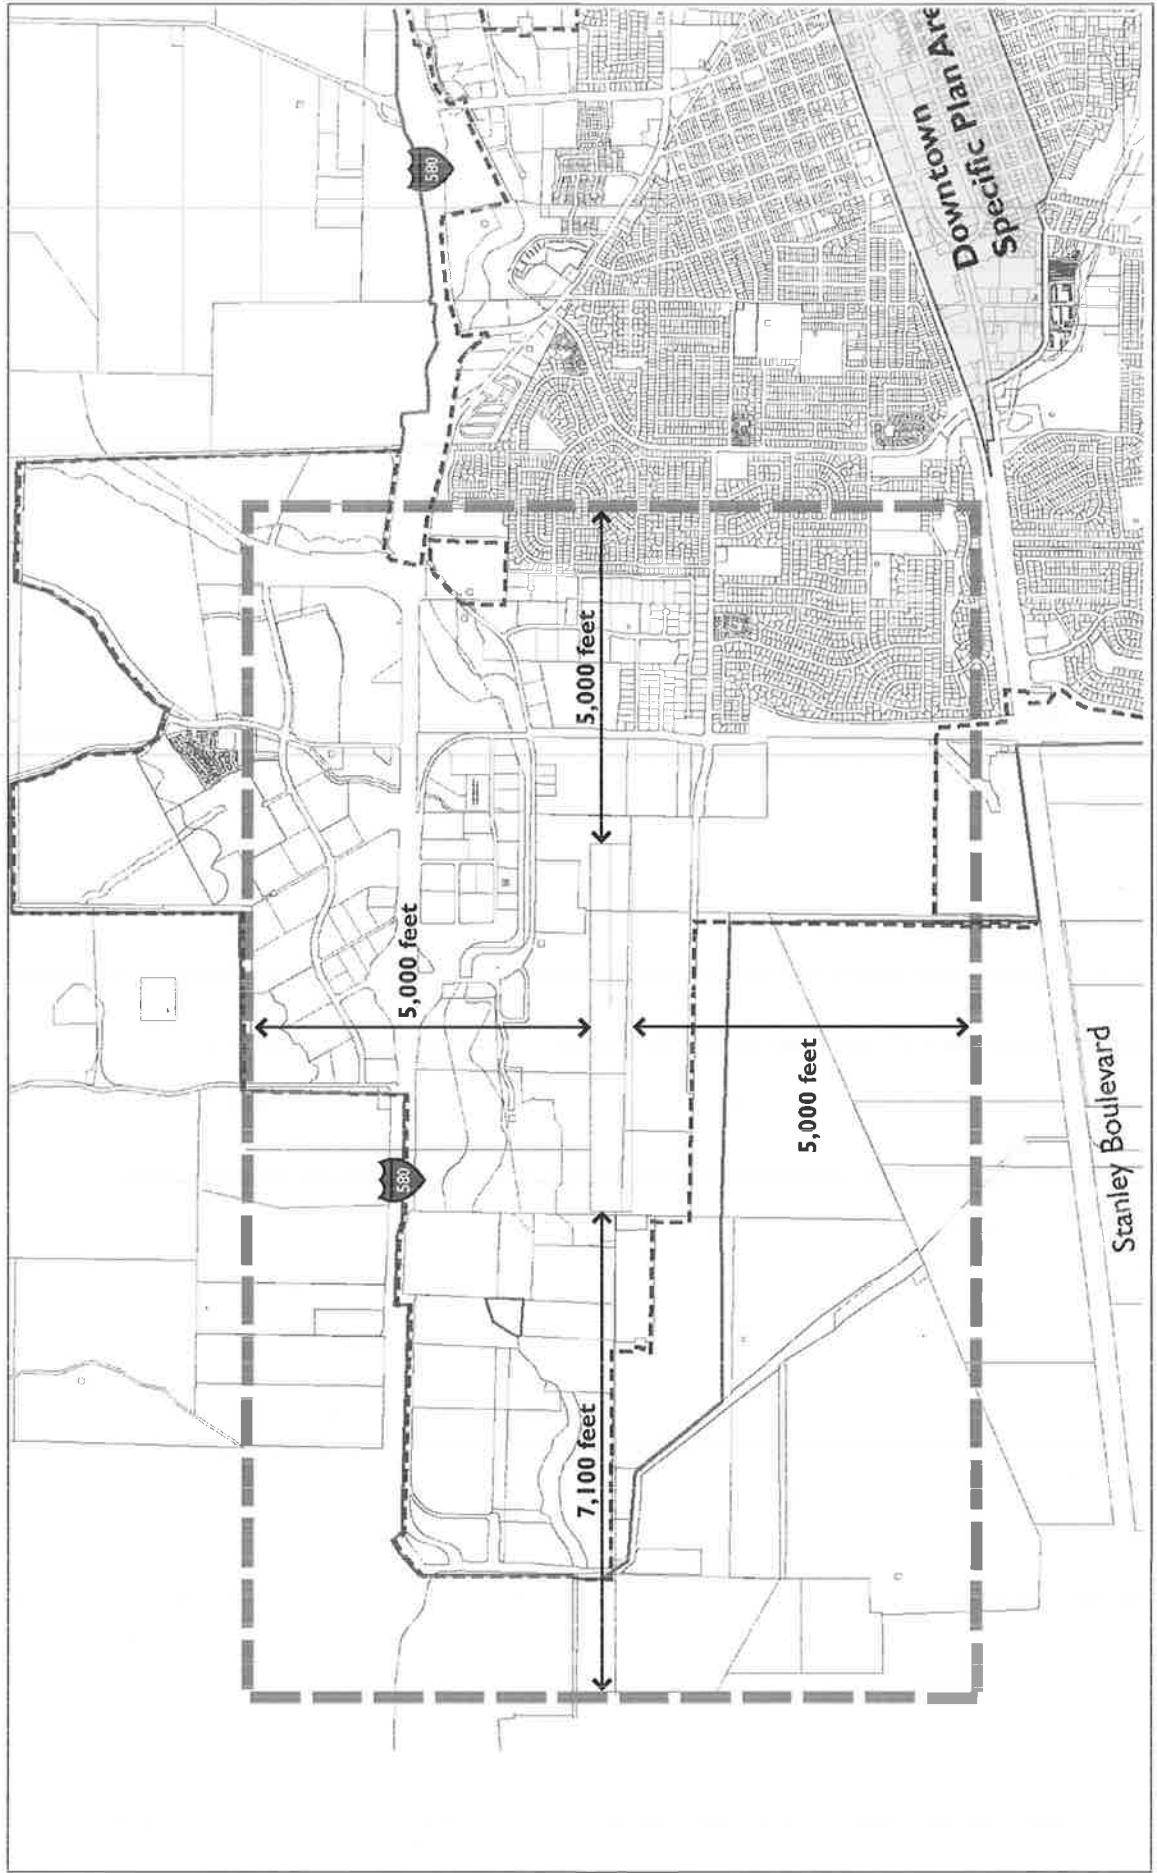 580
Downtown
Specific Plan Are
5,000 feet
5,000 feet
580
5,000 feet
7,100 feet
Stanley Boulevard